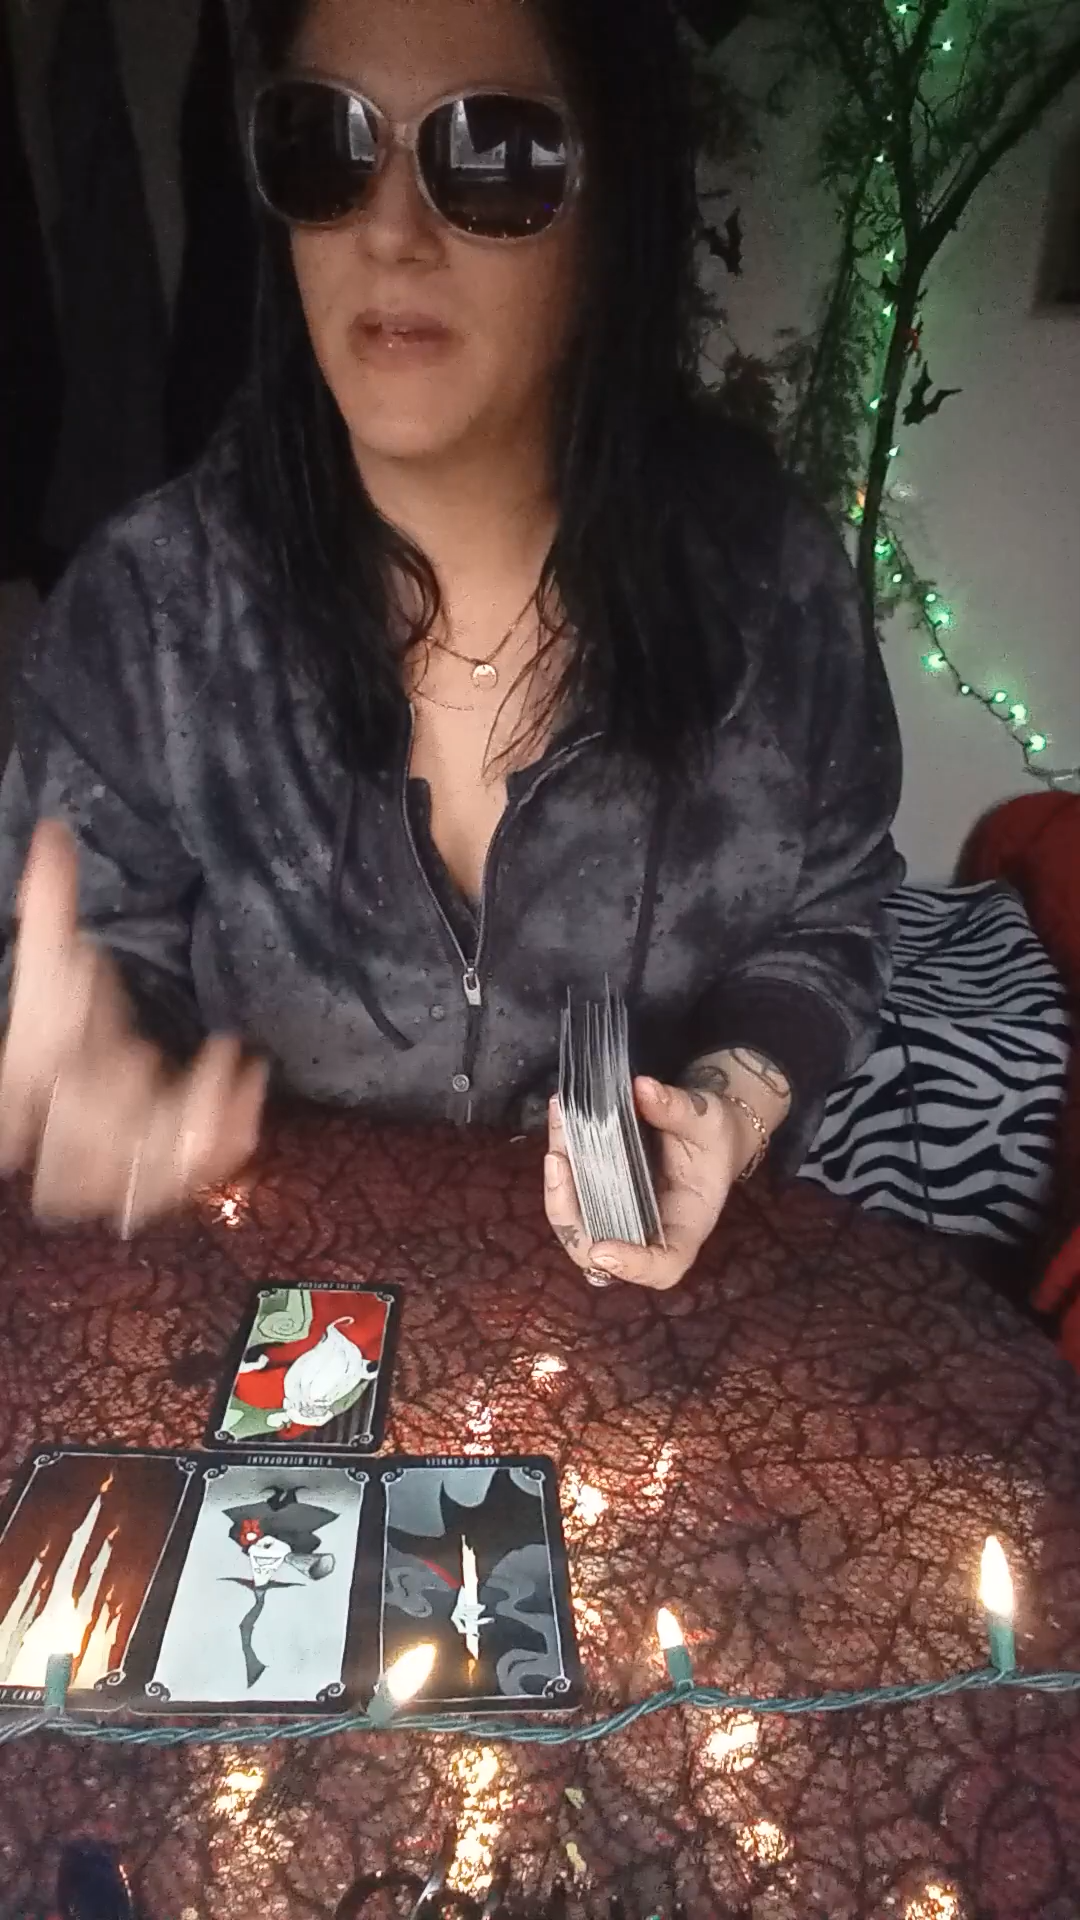 IV THE EMPEROR
V THE HIEROPHANT
ACE OF CANDLES